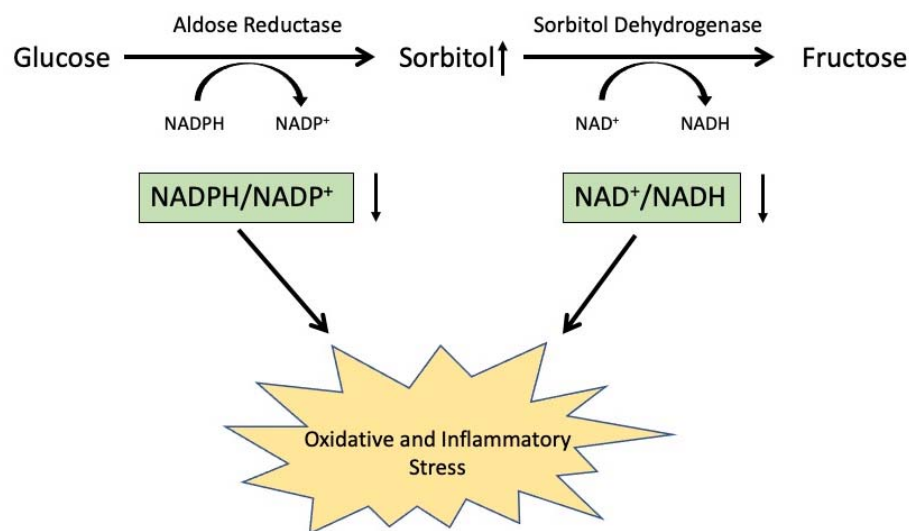 Aldose Reductase
Sorbitol Dehydrogenase
Glucose
Sorbitol
Fructose
NADPH
NADP⁺
NAD⁺
NADH
NADPH/NADP⁺
NAD⁺/NADH
Oxidative and Inflammatory
Stress